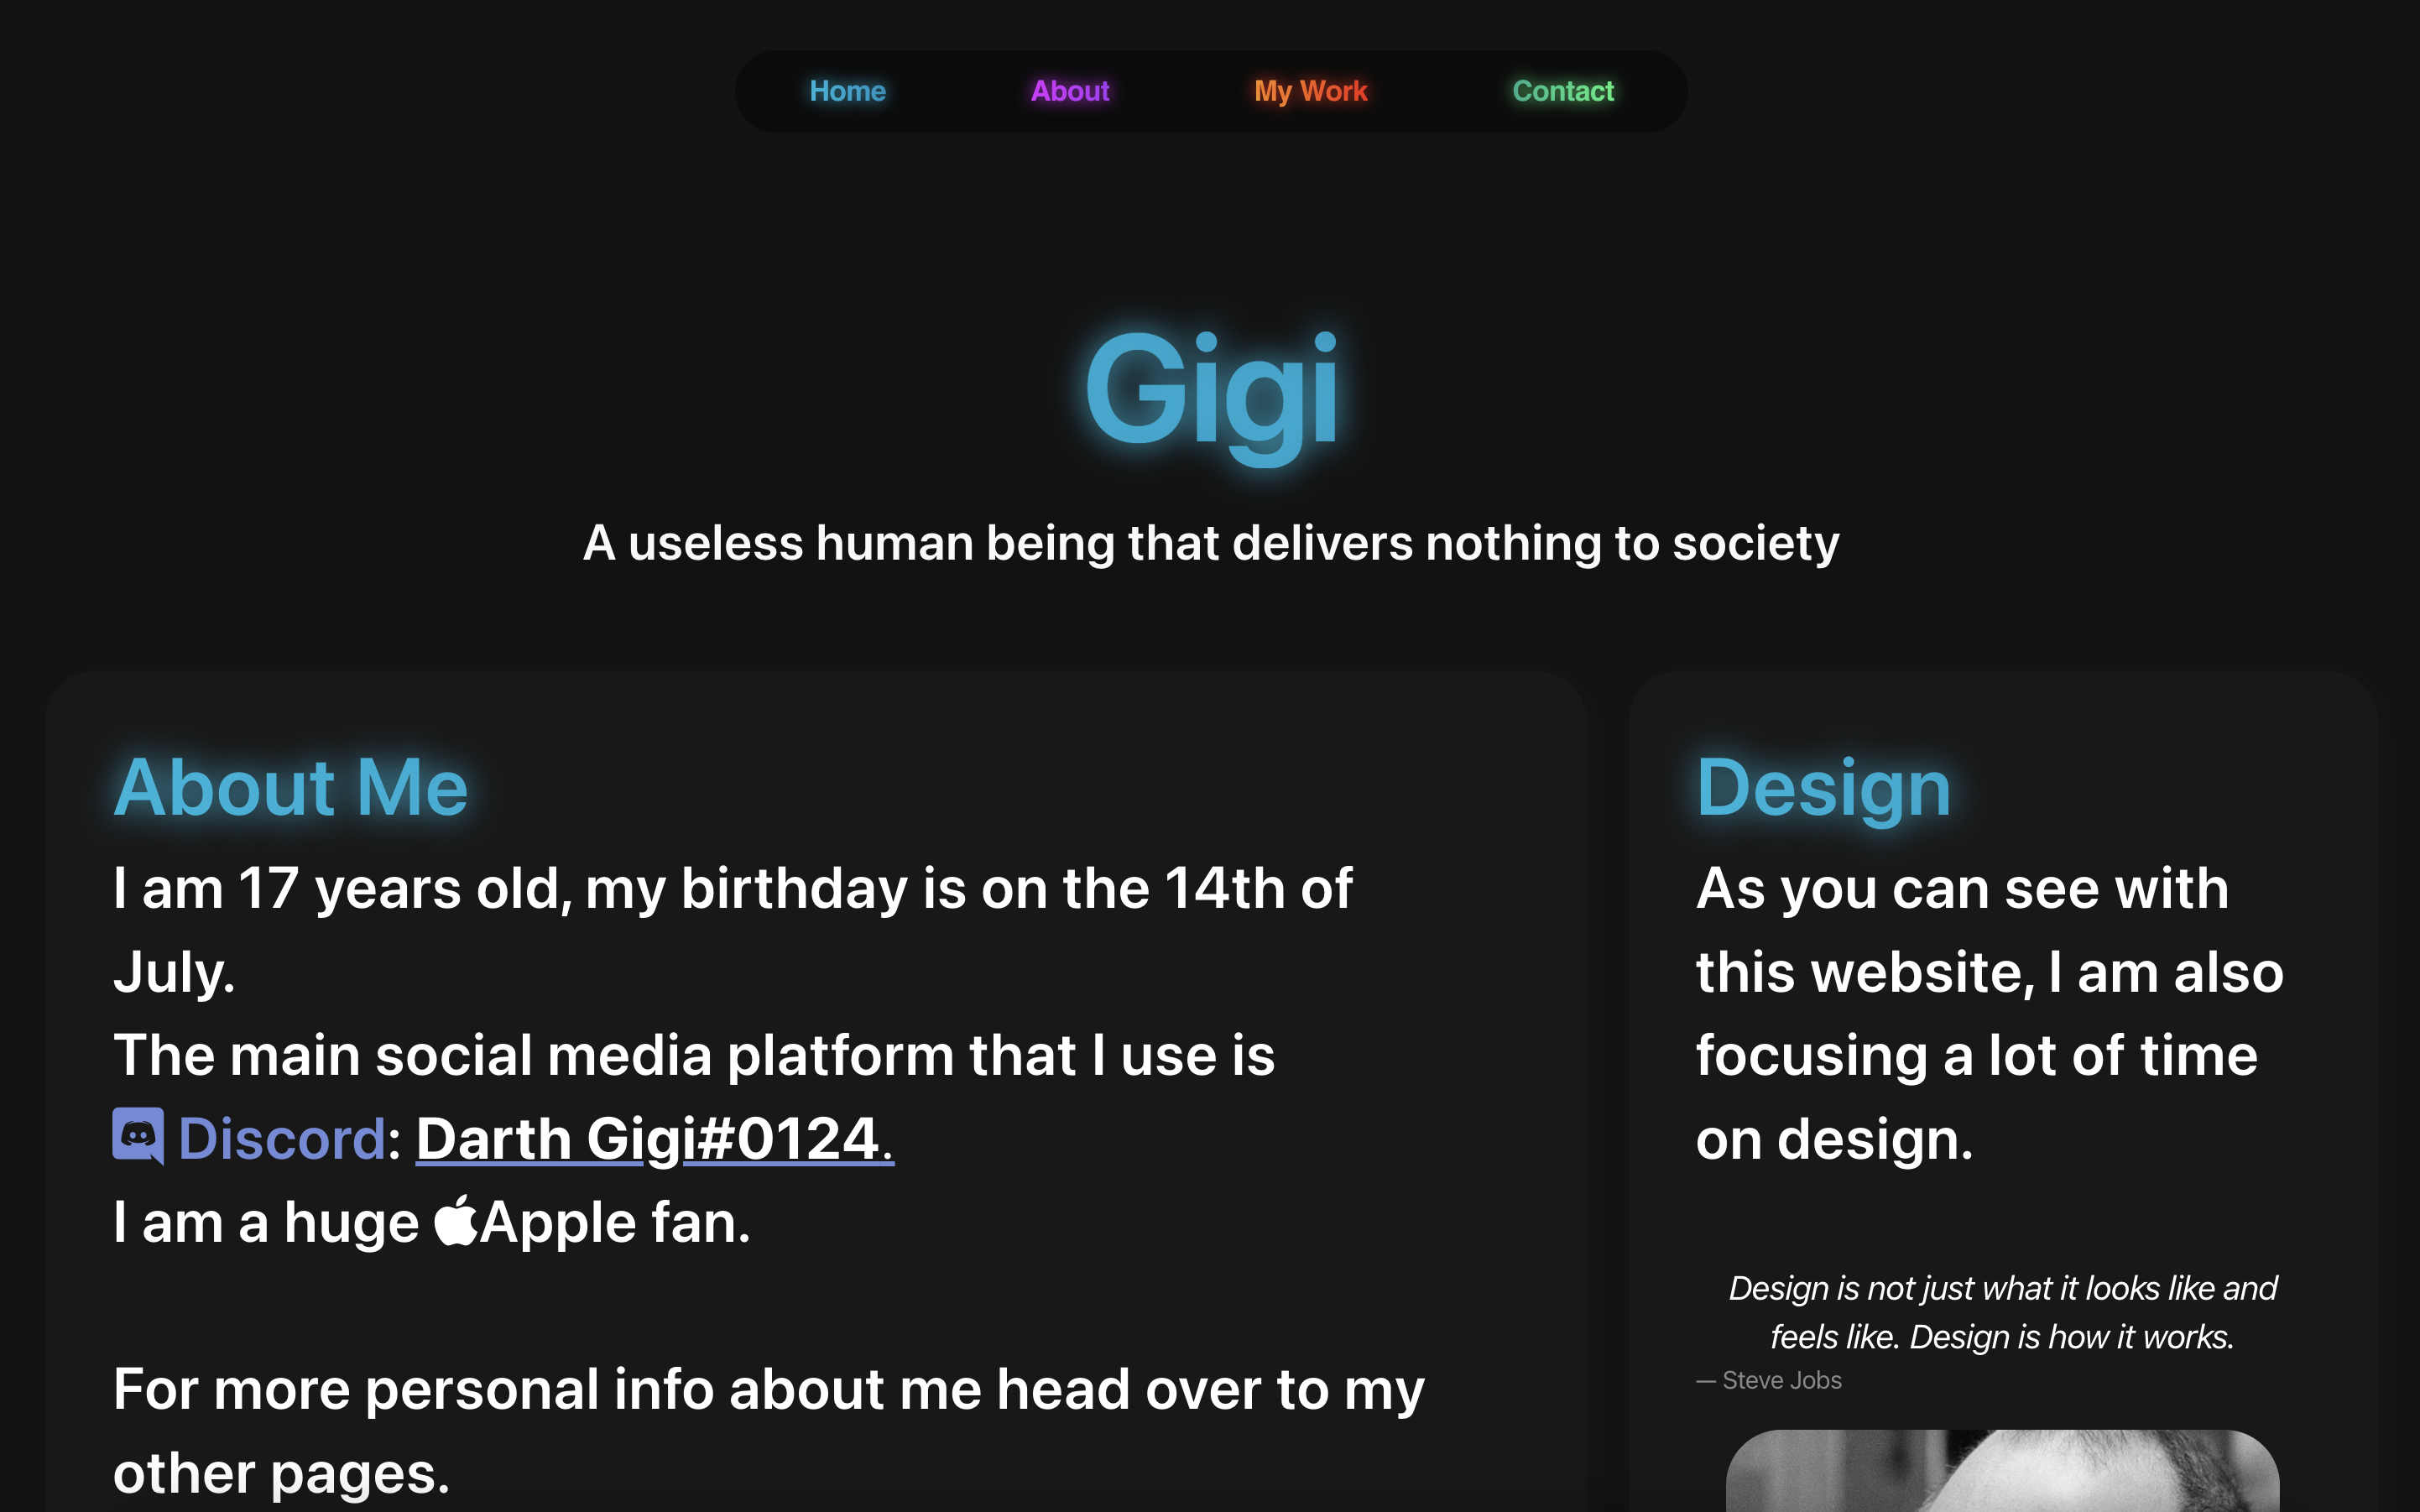 Home About My Work Contact
Gigi
A useless human being that delivers nothing to society
About Me
I am 17 years old, my birthday is on the 14th of
July.
The main social media platform that I use is
Discord: Darth Gigi#0124.
I am a huge Apple fan.
For more personal info about me head over to my
other pages.
Design
As you can see with
this website, I am also
focusing a lot of time
on design.
Design is not just what it looks like and
feels like. Design is how it works.
— Steve Jobs